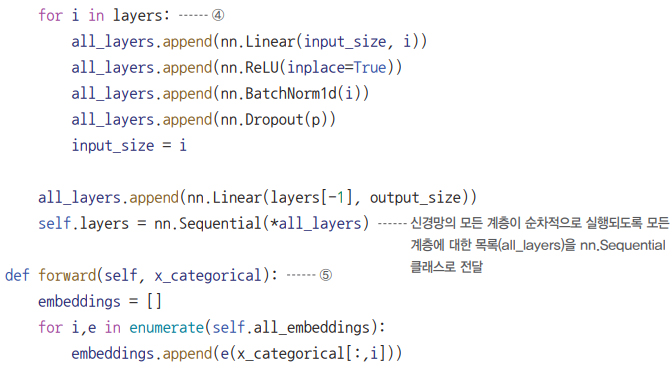 for i in layers: ------ ④
all_layers.append(nn.Linear(input_size, i))
all_layers.append(nn.ReLU(inplace=True))
all_layers.append(nn.BatchNorm1d(i))
all_layers.append(nn.Dropout(p))
input_size = i
all_layers.append(nn.Linear(layers[-1], output_size))
self.layers = nn.Sequential(*all_layers) ------ 신경망의 모든 계층이 순차적으로 실행되도록 모든
계층에 대한 목록(all_layers)을 nn.Sequential
클래스로 전달
def forward(self, x_categorical): ------ ⑤
embeddings = []
for i,e in enumerate(self.all_embeddings):
embeddings.append(e(x_categorical[:,i]))